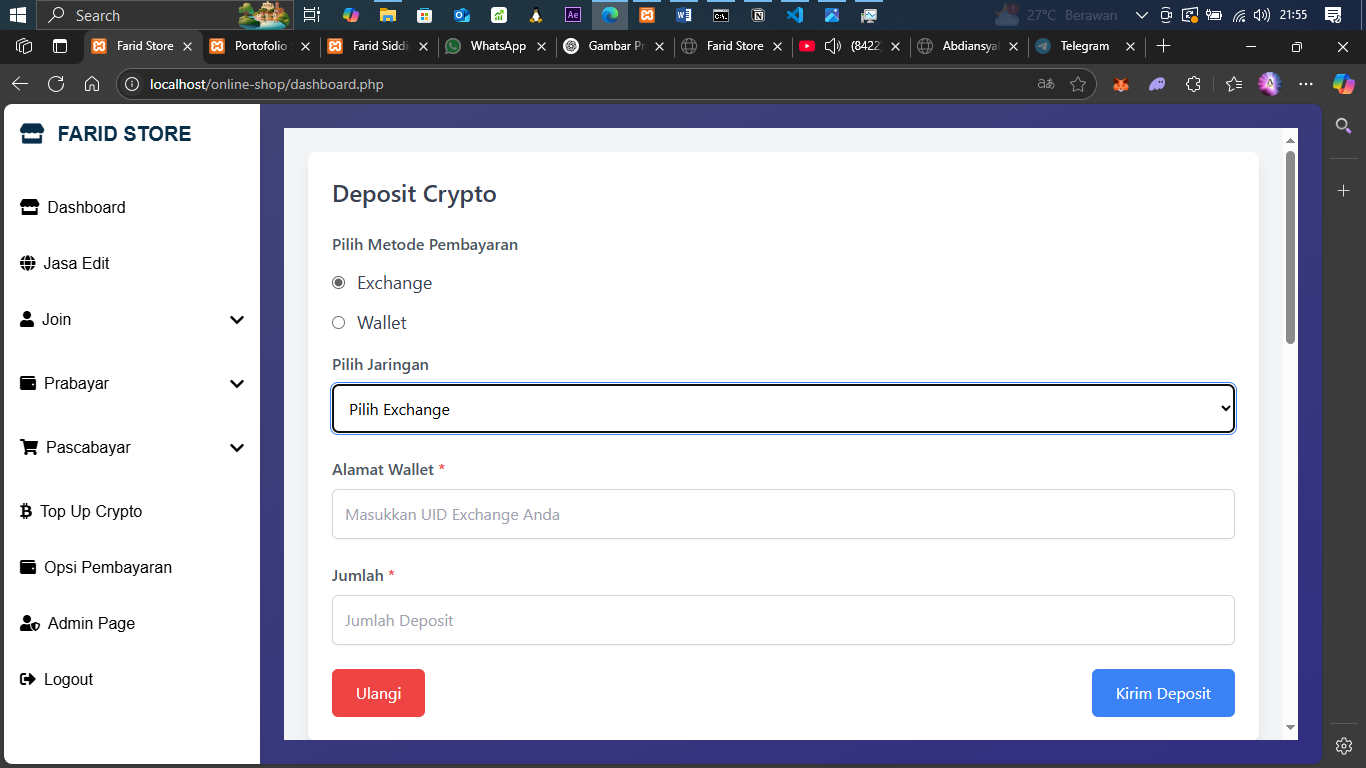 Search
27°C Berawan
21:55
Farid Store
Portofolio
Farid Siddi
WhatsApp
Gambar Pr
Farid Store
(8422)
Abdiansya
Telegram
localhost/online-shop/dashboard.php
FARID STORE
Dashboard
Jasa Edit
Join
Prabayar
Pascabayar
Top Up Crypto
Opsi Pembayaran
Admin Page
Logout
Deposit Crypto
Pilih Metode Pembayaran
Exchange
Wallet
Pilih Jaringan
Pilih Exchange
Alamat Wallet *
Masukkan UID Exchange Anda
Jumlah *
Jumlah Deposit
Ulangi
Kirim Deposit